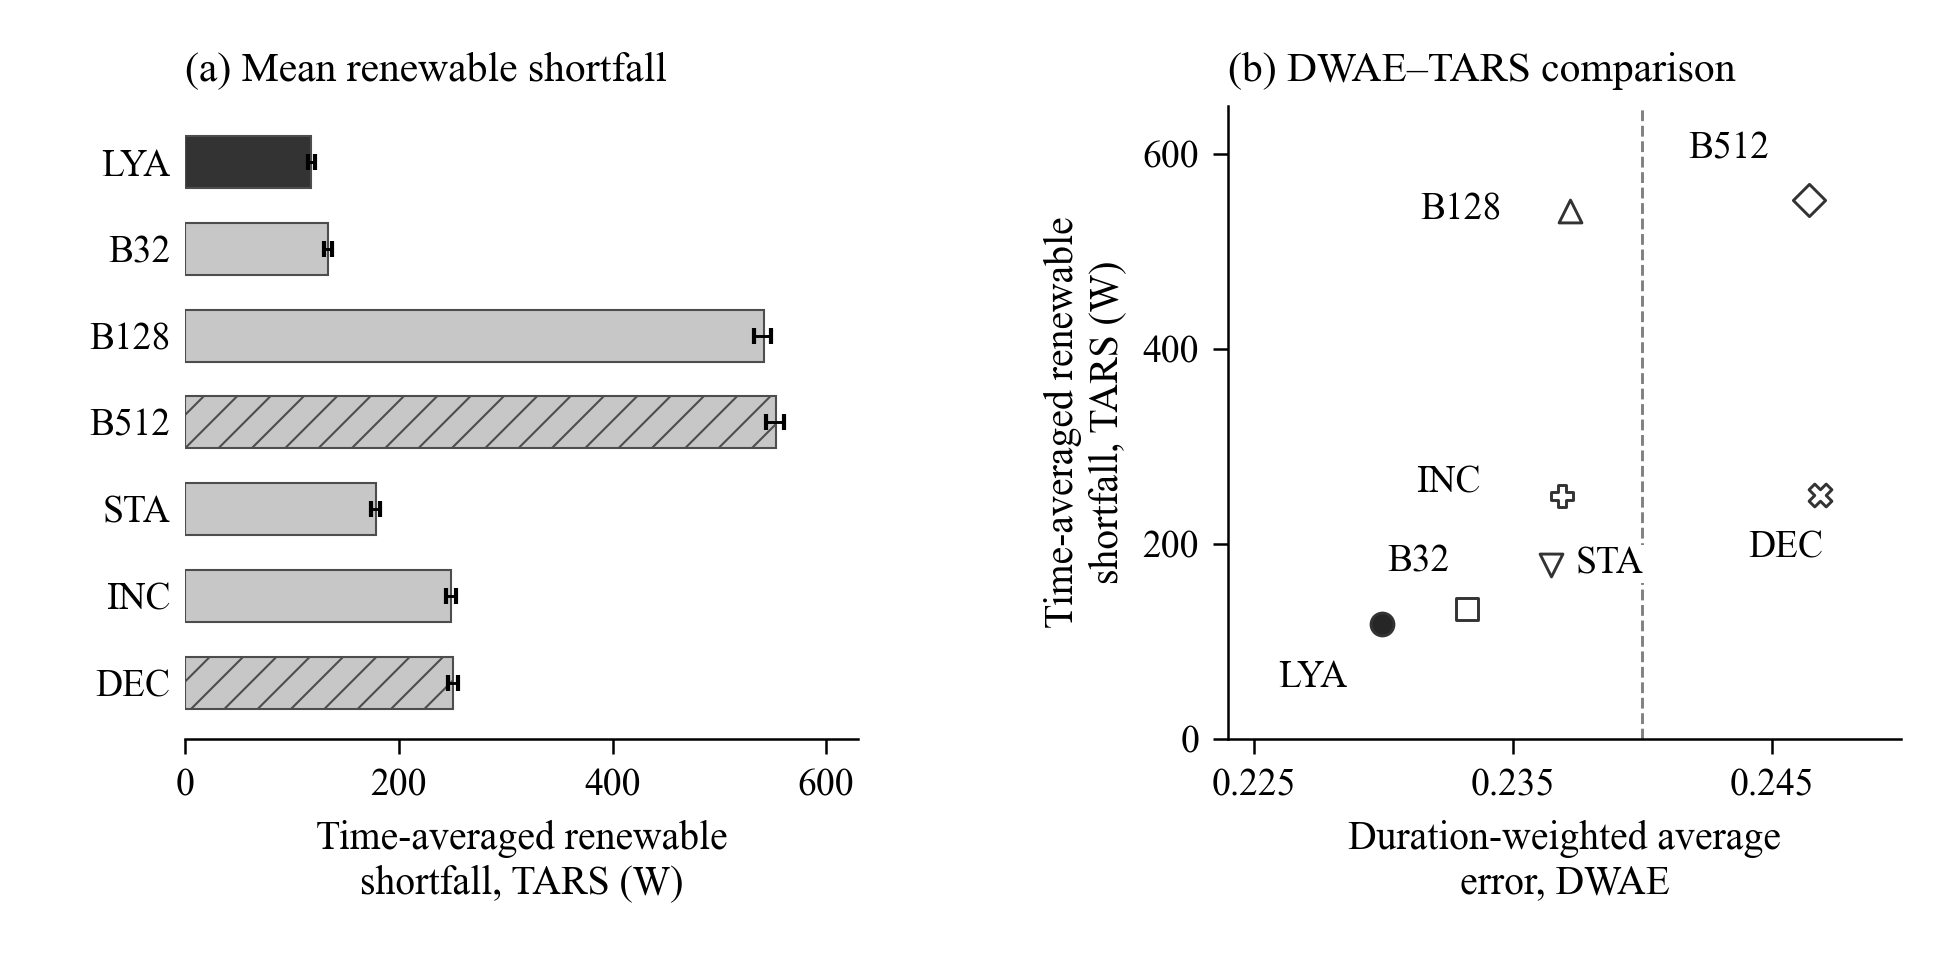 (a) Mean renewable shortfall
LYA
B32
B128
B512
STA
INC
DEC
0
200
400
600
Time-averaged renewable
shortfall, TARS (W)
(b) DWAE–TARS comparison
Time-averaged renewable
shortfall, TARS (W)
600
400
200
0
B512
B128
INC
B32
STA
DEC
LYA
0.225
0.235
0.245
Duration-weighted average
error, DWAE